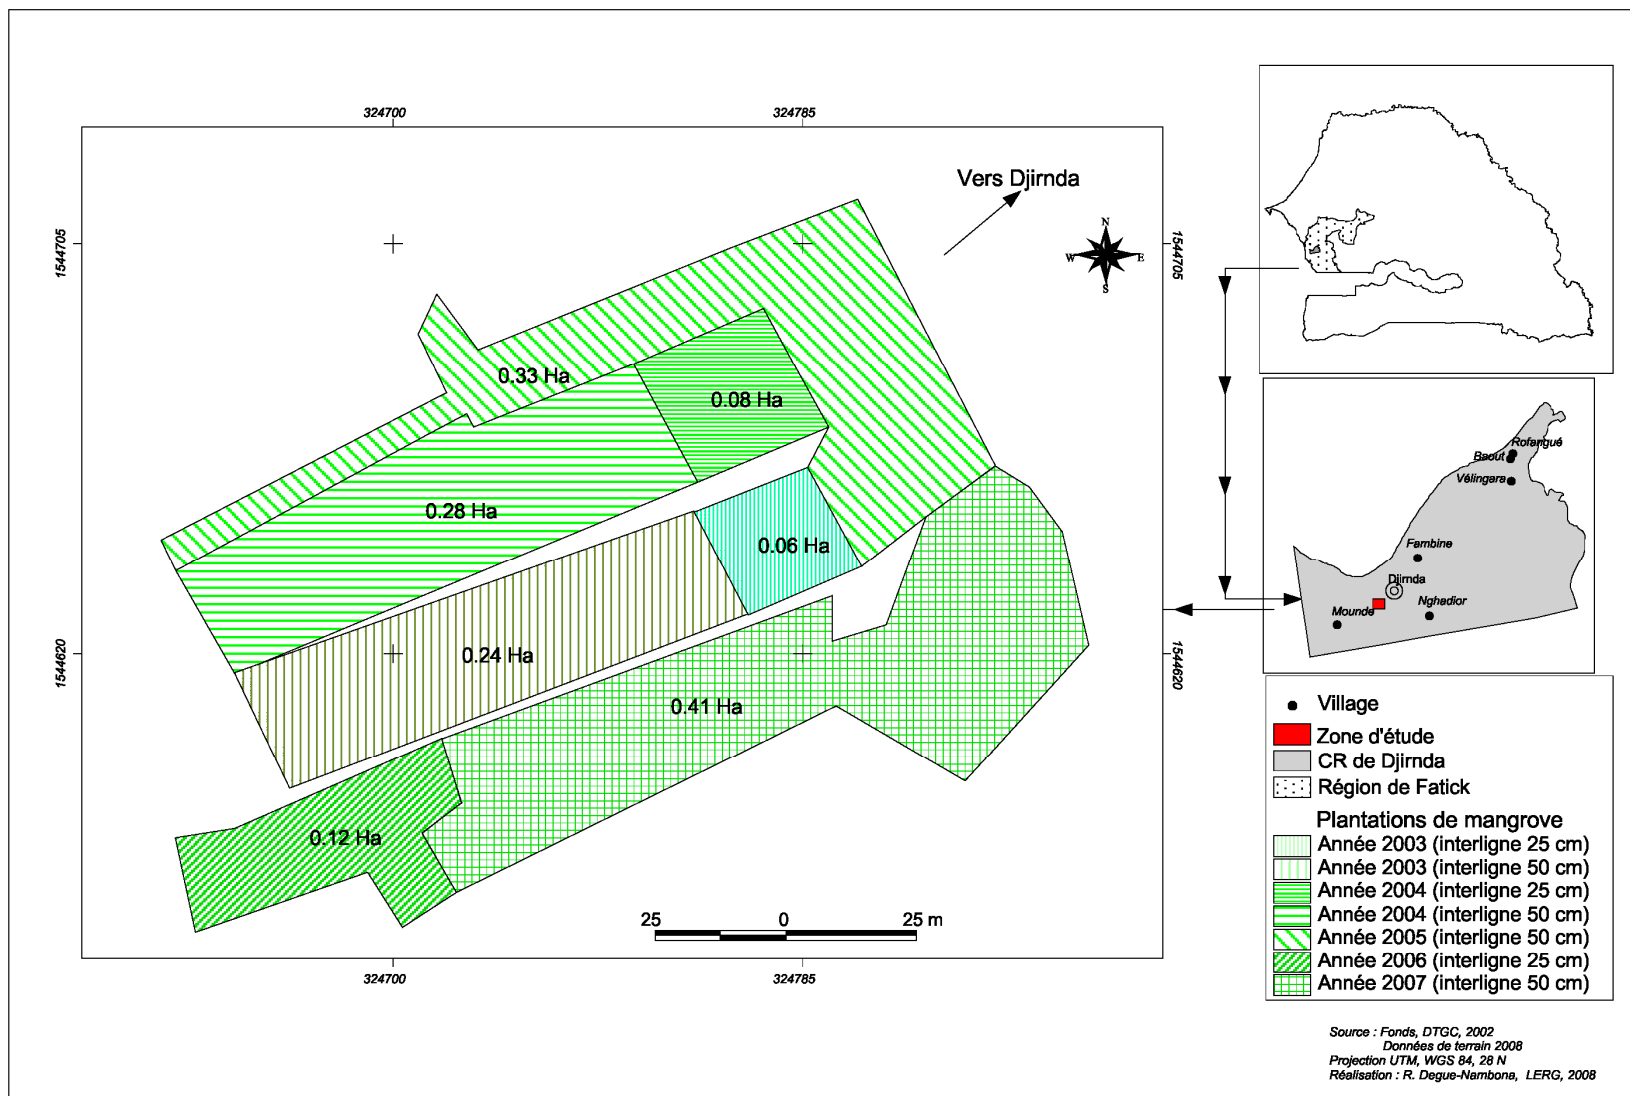 324700
324785
Vers Djirnda
1544705
1544705
N
W
E
S
0.33 Ha
0.08 Ha
0.28 Ha
0.06 Ha
0.24 Ha
0.41 Ha
0.12 Ha
1544620
1544620
25 0 25 m
324700
324785
Rofangué
Baout
Vélingara
Fambine
Djirnda
Mounde
Nghadior
Village
Zone d'étude
CR de Djirnda
Région de Fatick
Plantations de mangrove
Année 2003 (interligne 25 cm)
Année 2003 (interligne 50 cm)
Année 2004 (interligne 25 cm)
Année 2004 (interligne 50 cm)
Année 2005 (interligne 50 cm)
Année 2006 (interligne 25 cm)
Année 2007 (interligne 50 cm)
Source : Fonds, DTGC, 2002
Données de terrain 2008
Projection UTM, WGS 84, 28 N
Réalisation : R. Degue-Nambona, LERG, 2008